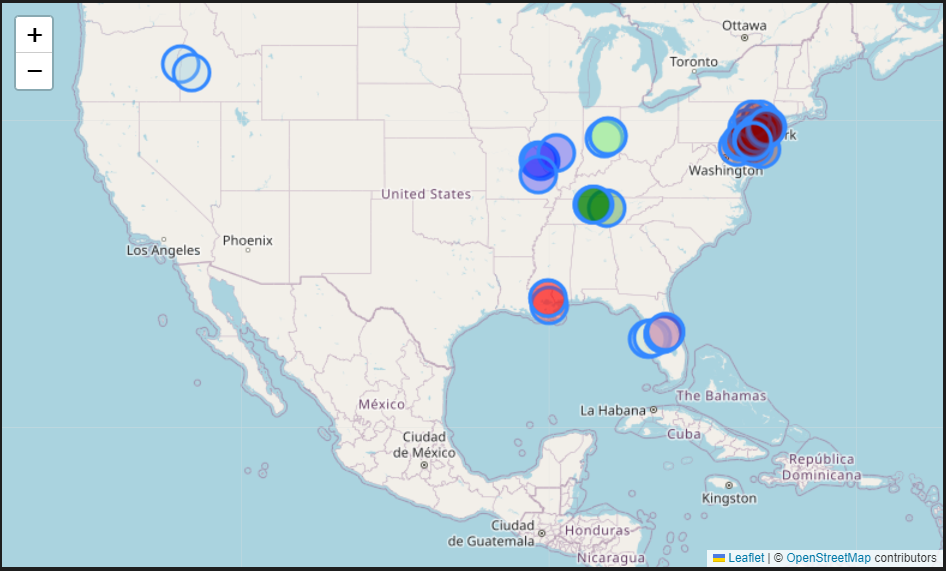 +
−
Ottawa
Toronto
rk
Washington
United States
Los Angeles
Phoenix
México
Ciudad
de México
La Habana
The Bahamas
Cuba
República
Dominicana
Kingston
Ciudad
de Guatemala
Honduras
Nicaragua
Leaflet | © OpenStreetMap contributors